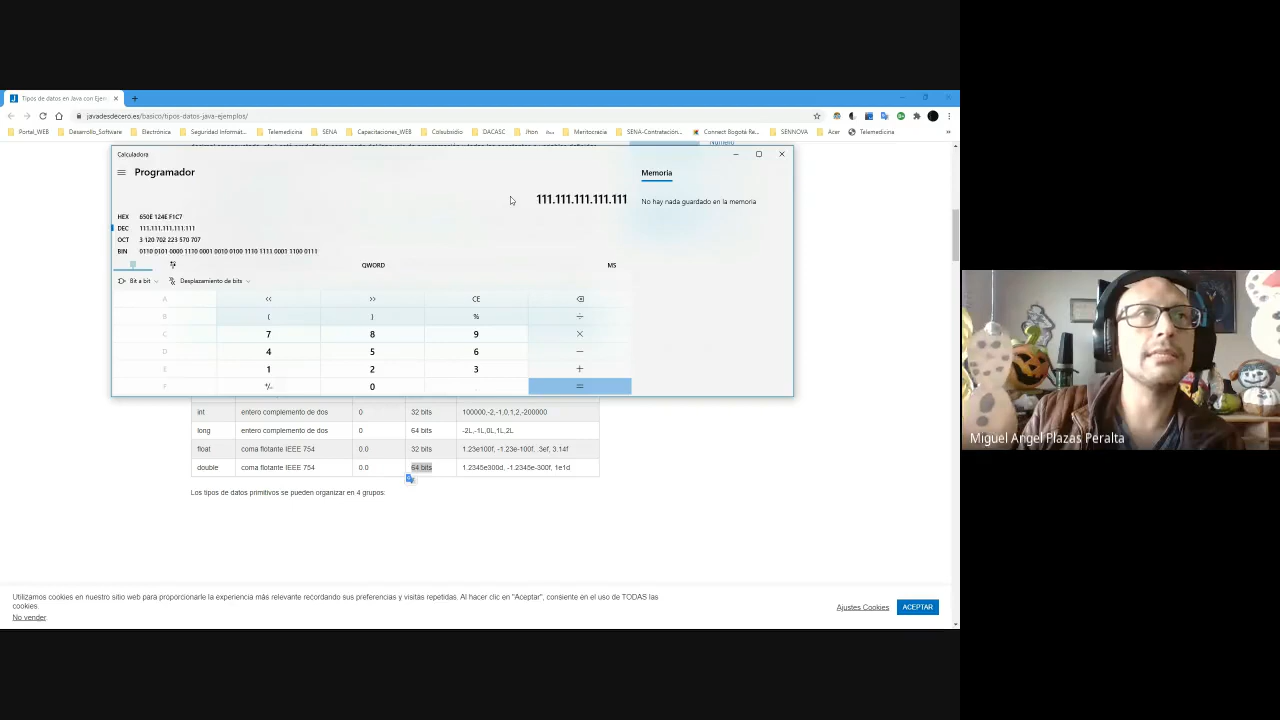 Tipos de datos en Java con Ejem
javadesdecero.es/basico/tipos-datos-java-ejemplos/
Portal_WEB Desarrollo_Software Electrónica Seguridad Informát... Telemedicina SENA Capacitaciones_WEB Colsubsidio DACASC Jhon Meritocracia SENA-Contratación... Connect Bogotá Re... SENNOVA Acer Telemedicina »
Número
Calculadora
Programador
Memoria
111.111.111.111.111
No hay nada guardado en la memoria
HEX 650E 124E F1C7
DEC 111.111.111.111.111
OCT 3 120 702 223 570 707
BIN 0110 0101 0000 1110 0001 0010 0100 1110 1111 0001 1100 0111
QWORD MS
Bit a bit Desplazamiento de bits
A << >> CE
B ( ) % ÷
C 7 8 9 ×
D 4 5 6 −
E 1 2 3 +
F +/− 0 . =
int entero complemento de dos 0 32 bits 100000,-2,-1,0,1,2,-200000
long entero complemento de dos 0 64 bits -2L,-1L,0L,1L,2L
float coma flotante IEEE 754 0.0 32 bits 1.23e100f, -1.23e-100f, .3ef, 3.14f
double coma flotante IEEE 754 0.0 64 bits 1.2345e300d, -1.2345e-300f, 1e1d
Los tipos de datos primitivos se pueden organizar en 4 grupos:
Utilizamos cookies en nuestro sitio web para proporcionarle la experiencia más relevante recordando sus preferencias y visitas repetidas. Al hacer clic en "Aceptar", consiente en el uso de TODAS las
cookies.
No vender
Ajustes Cookies ACEPTAR
Miguel Angel Plazas Peralta